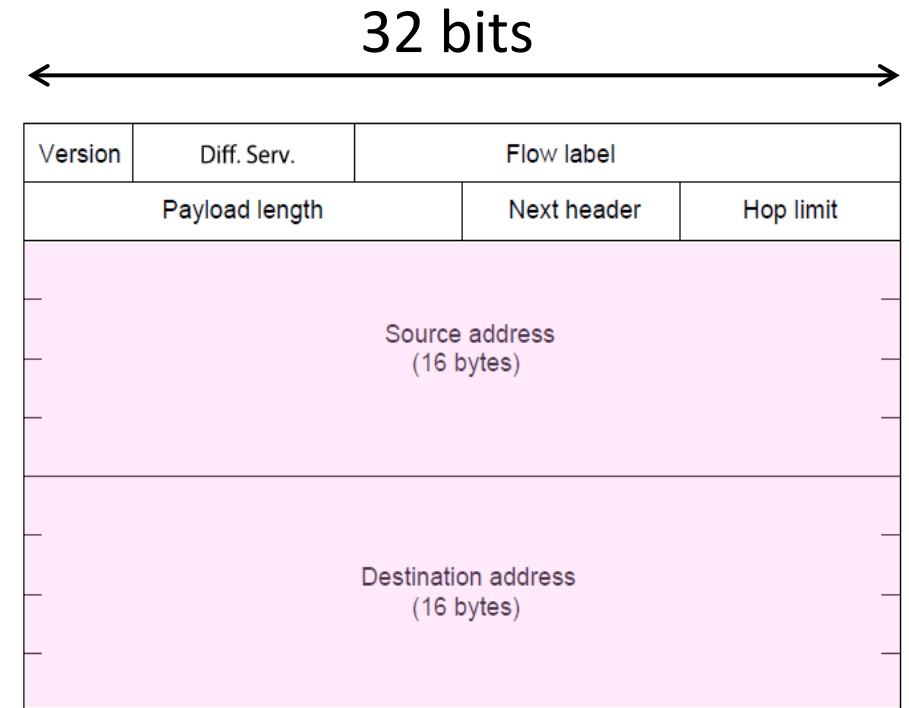 32 bits
Version Diff. Serv. Flow label
Payload length Next header Hop limit
Source address
(16 bytes)
Destination address
(16 bytes)